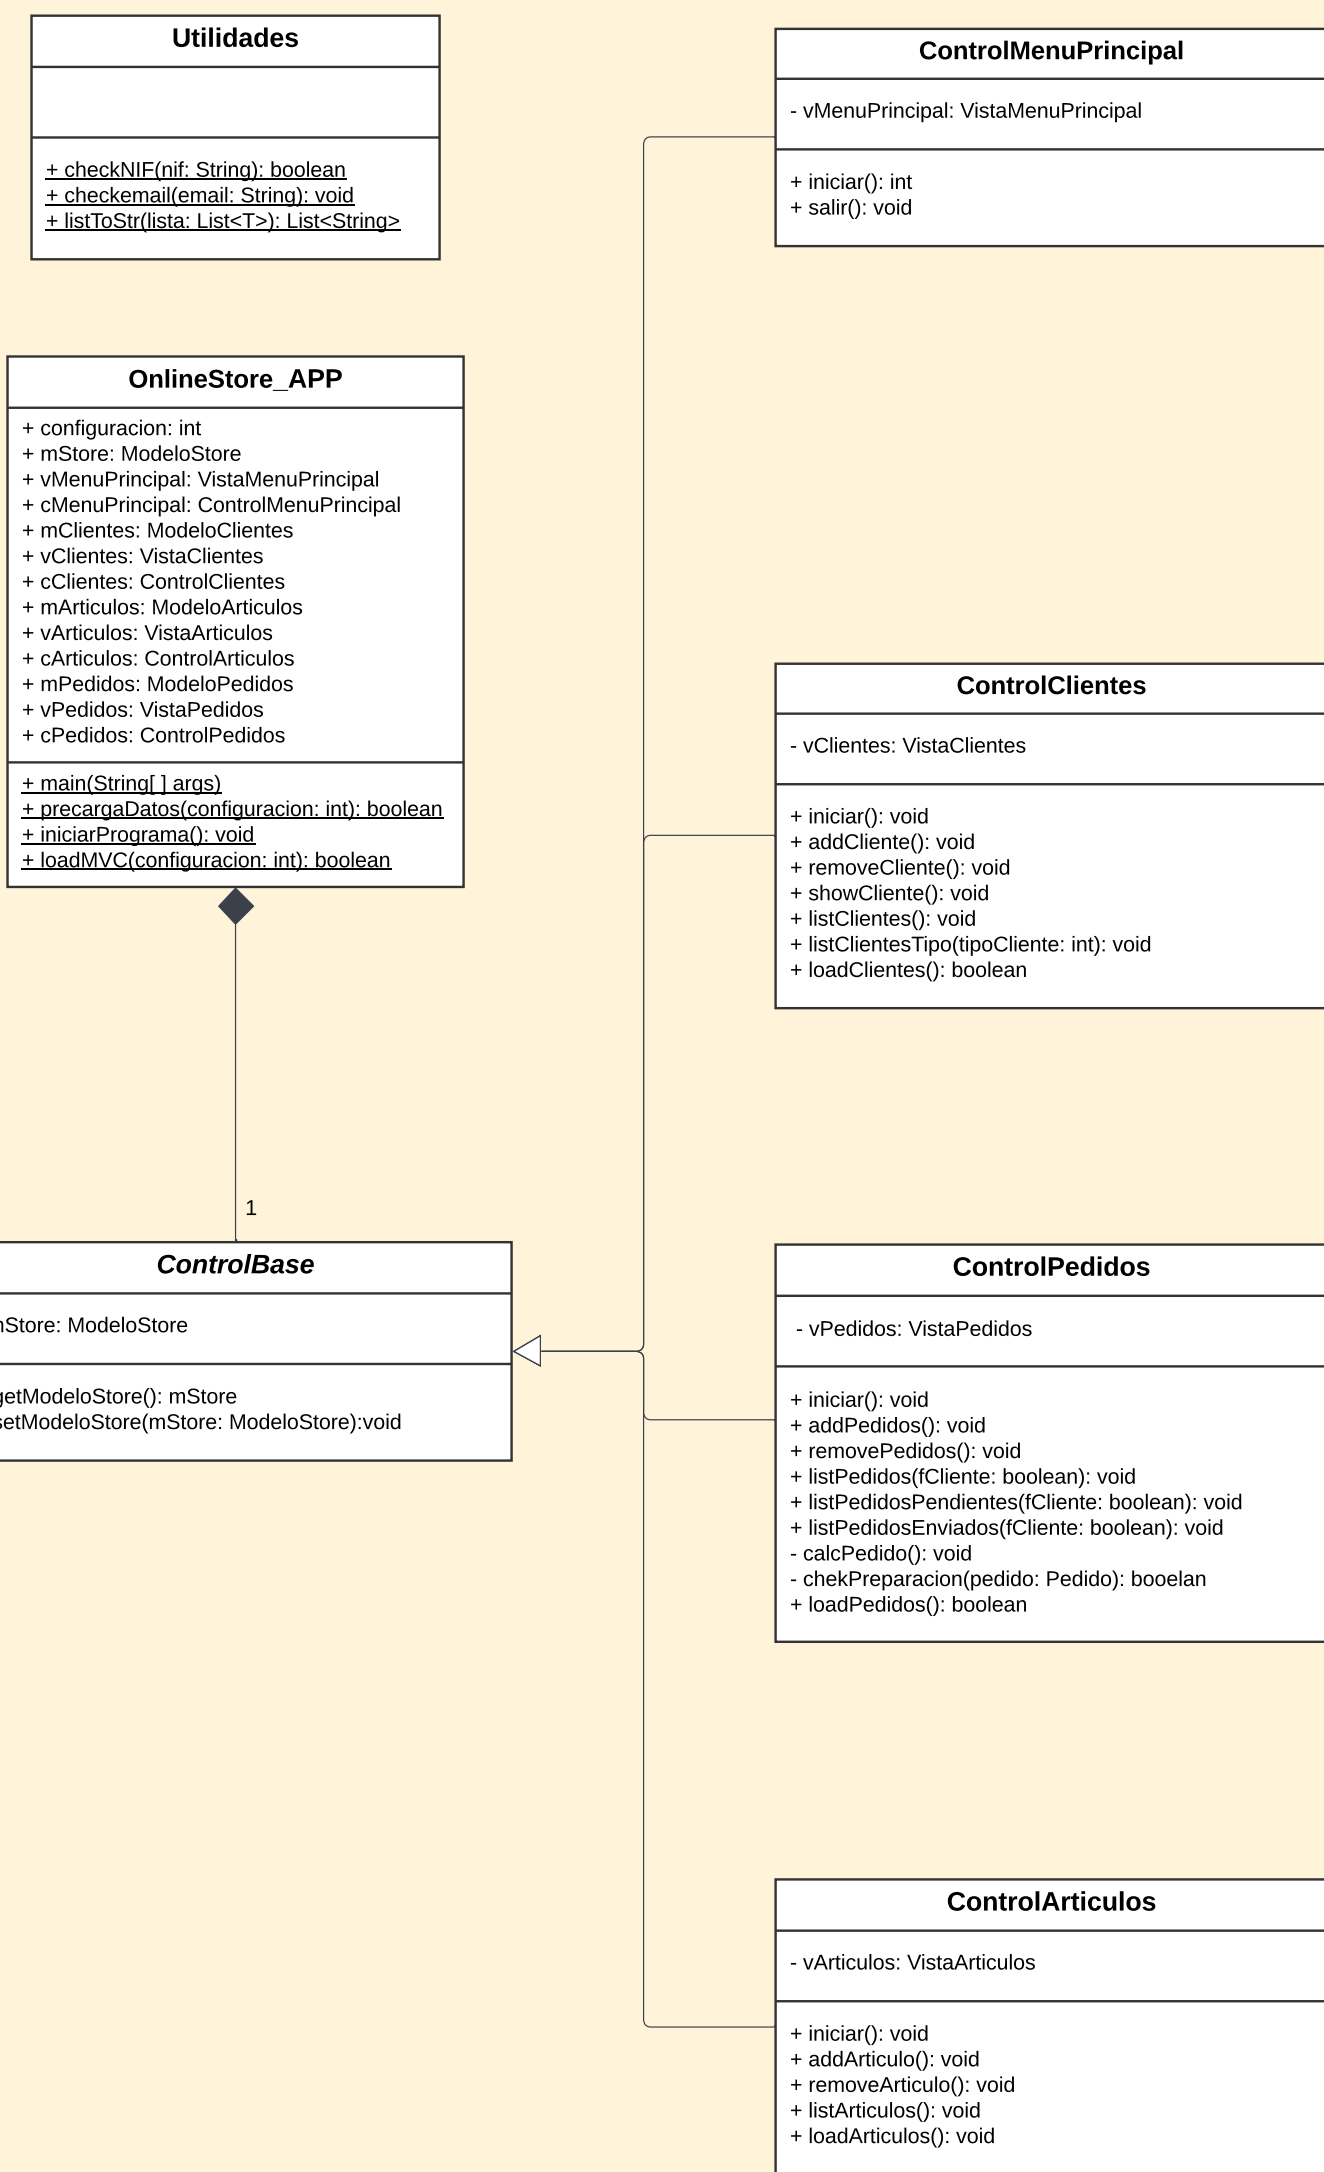 Utilidades
+ checkNIF(nif: String): boolean
+ checkemail(email: String): void
+ listToStr(lista: List<T>): List<String>
ControlMenuPrincipal
- vMenuPrincipal: VistaMenuPrincipal
+ iniciar(): int
+ salir(): void
OnlineStore_APP
+ configuracion: int
+ mStore: ModeloStore
+ vMenuPrincipal: VistaMenuPrincipal
+ cMenuPrincipal: ControlMenuPrincipal
+ mClientes: ModeloClientes
+ vClientes: VistaClientes
+ cClientes: ControlClientes
+ mArticulos: ModeloArticulos
+ vArticulos: VistaArticulos
+ cArticulos: ControlArticulos
+ mPedidos: ModeloPedidos
+ vPedidos: VistaPedidos
+ cPedidos: ControlPedidos
+ main(String[ ] args)
+ precargaDatos(configuracion: int): boolean
+ iniciarPrograma(): void
+ loadMVC(configuracion: int): boolean
ControlClientes
- vClientes: VistaClientes
+ iniciar(): void
+ addCliente(): void
+ removeCliente(): void
+ showCliente(): void
+ listClientes(): void
+ listClientesTipo(tipoCliente: int): void
+ loadClientes(): boolean
1
ControlBase
mStore: ModeloStore
getModeloStore(): mStore
setModeloStore(mStore: ModeloStore):void
ControlPedidos
- vPedidos: VistaPedidos
+ iniciar(): void
+ addPedidos(): void
+ removePedidos(): void
+ listPedidos(fCliente: boolean): void
+ listPedidosPendientes(fCliente: boolean): void
+ listPedidosEnviados(fCliente: boolean): void
- calcPedido(): void
- chekPreparacion(pedido: Pedido): booelan
+ loadPedidos(): boolean
ControlArticulos
- vArticulos: VistaArticulos
+ iniciar(): void
+ addArticulo(): void
+ removeArticulo(): void
+ listArticulos(): void
+ loadArticulos(): void